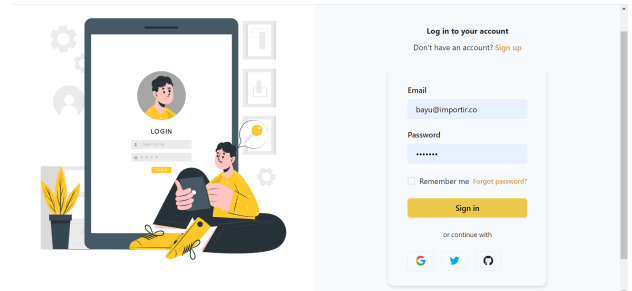 LOGIN
Log in to your account
Don't have an account? Sign up
Email
bayu@importir.co
Password
•••••••
Remember me Forgot password?
Sign in
or continue with